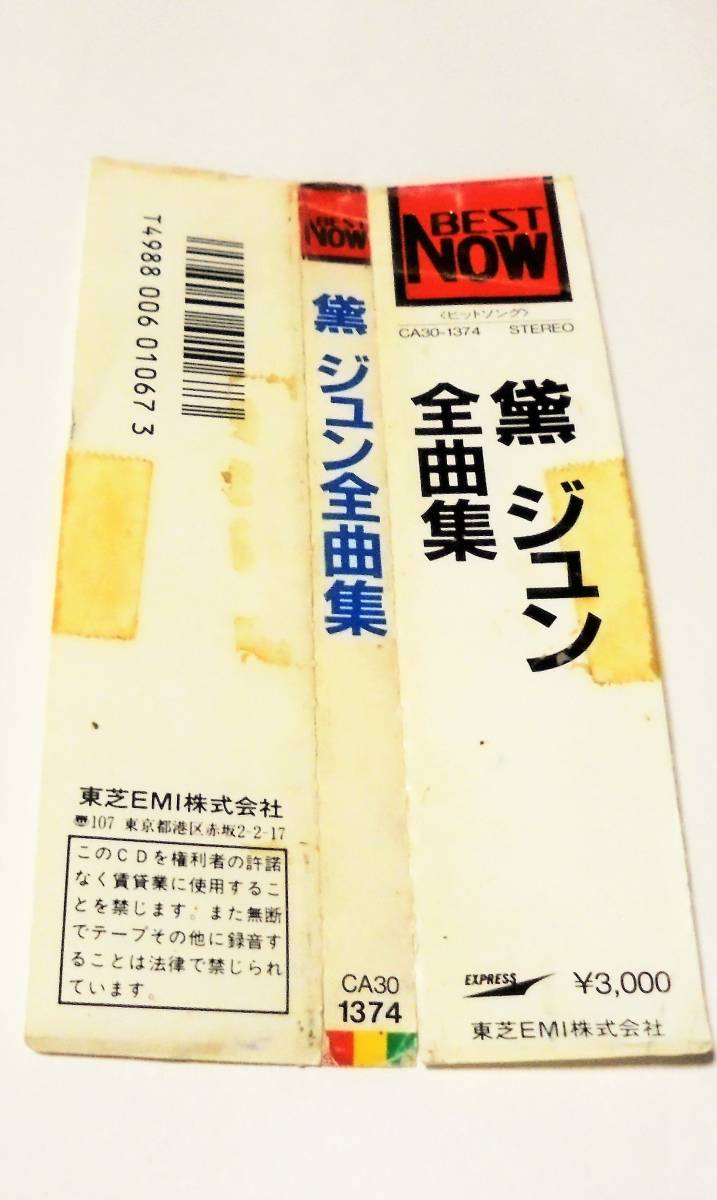 BEST
NOW
〈ヒットソング〉
CA30-1374 STEREO
黛 ジュン
全曲集
EXPRESS
¥3,000
東芝EMI株式会社
BEST
NOW
黛 ジュン全曲集
CA30
1374
T4988 006 01067 3
東芝EMI株式会社
〠107 東京都港区赤坂2-2-17
このCDを権利者の許諾
なく賃貸業に使用するこ
とを禁じます。また無断
でテープその他に録音す
ることは法律で禁じられ
ています。